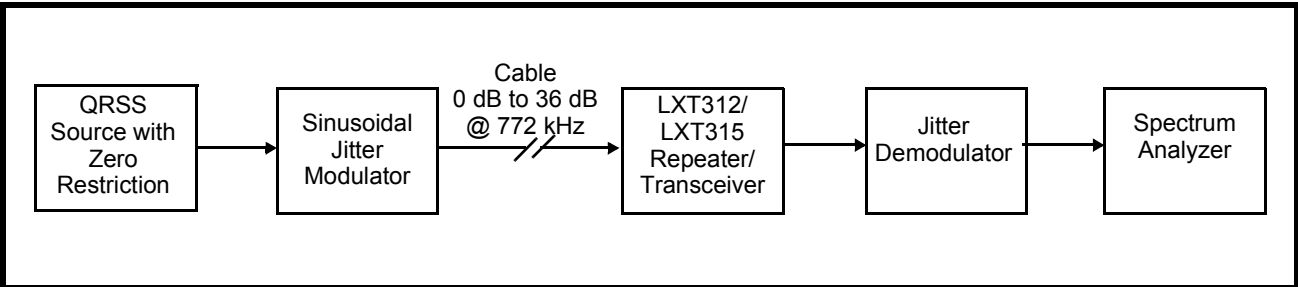 QRSS
Source with
Zero
Restriction
Sinusoidal
Jitter
Modulator
Cable
0 dB to 36 dB
@ 772 kHz
LXT312/
LXT315
Repeater/
Transceiver
Jitter
Demodulator
Spectrum
Analyzer